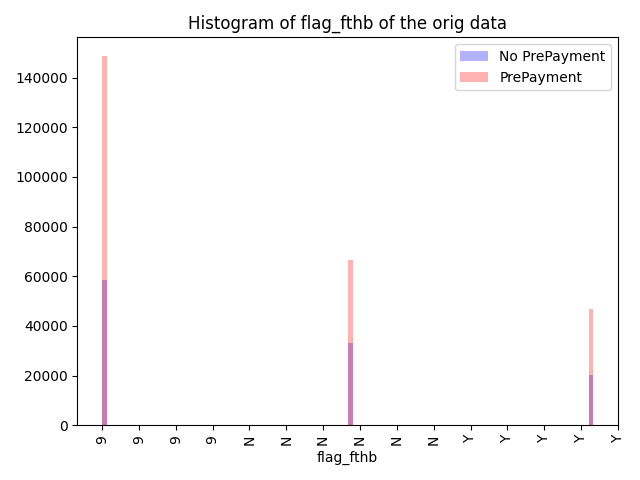 Histogram of flag_fthb of the orig data
No PrePayment
PrePayment
140000
120000
100000
80000
60000
40000
20000
0
9 9 9 9 N N N N N N Y Y Y Y Y
flag_fthb